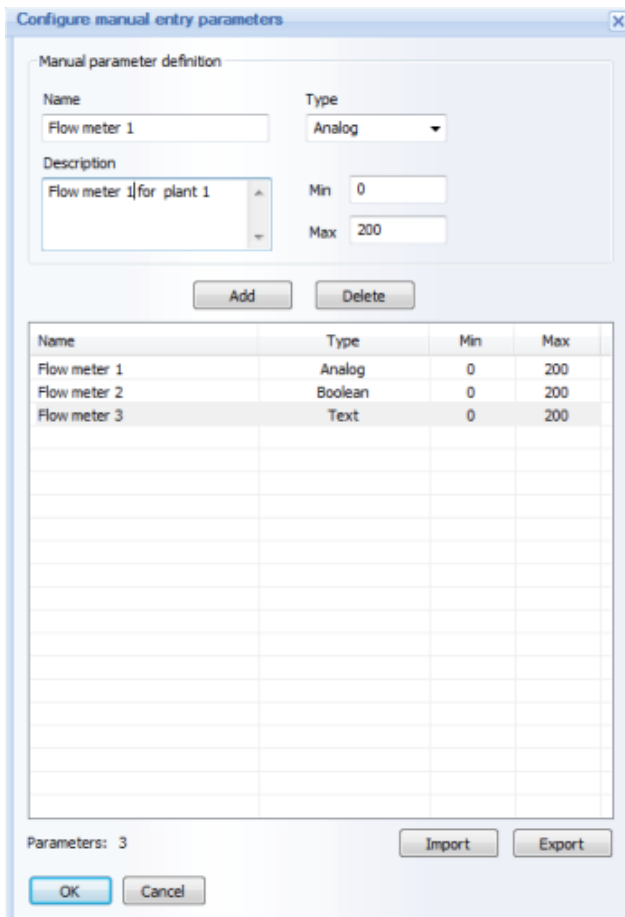 Configure manual entry parameters
Manual parameter definition
Name Type
Flow meter 1 Analog
Description
Flow meter 1 for plant 1
Min 0
Max 200
Add Delete
Name Type Min Max
Flow meter 1 Analog 0 200
Flow meter 2 Boolean 0 200
Flow meter 3 Text 0 200
Parameters: 3 Import Export
OK Cancel